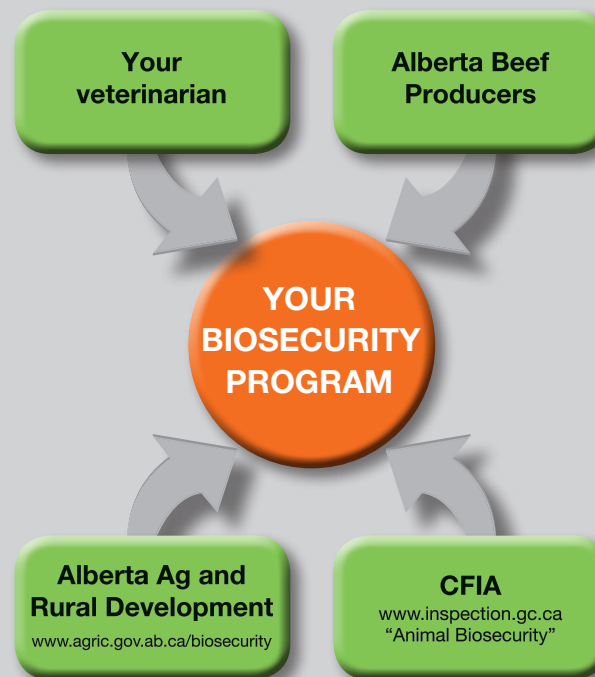 Your
veterinarian
Alberta Beef
Producers
YOUR
BIOSECURITY
PROGRAM
Alberta Ag and
Rural Development
www.agric.gov.ab.ca/biosecurity
CFIA
www.inspection.gc.ca
“Animal Biosecurity”